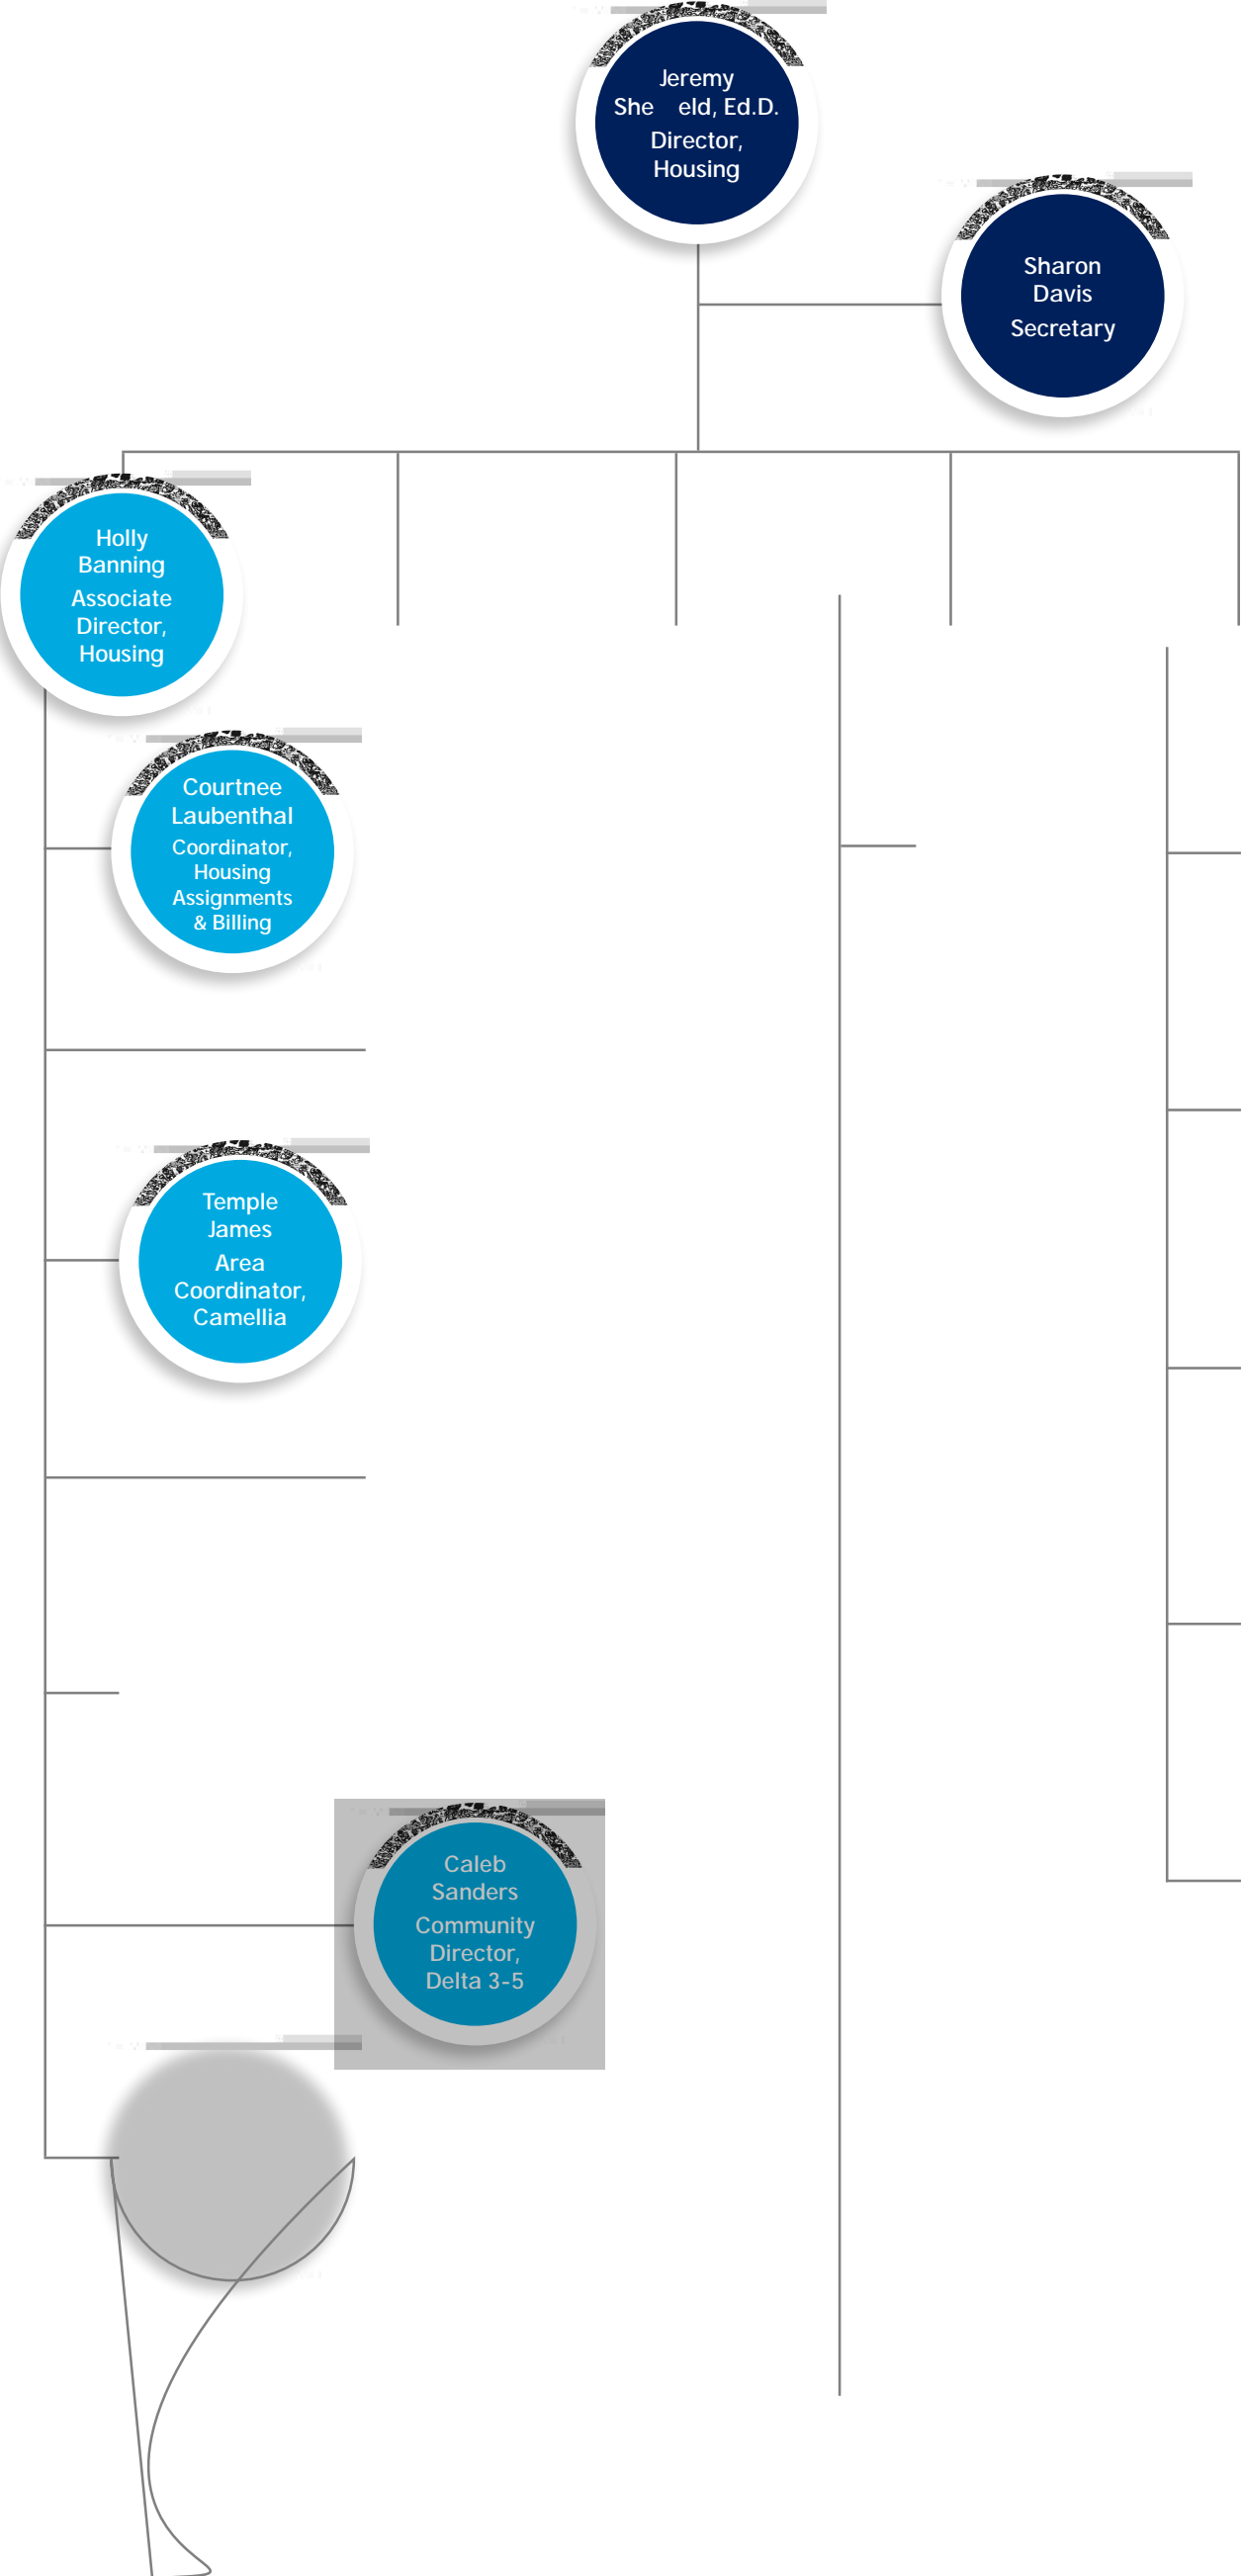 Jeremy
She eld, Ed.D.
Director,
Housing
Sharon
Davis
Secretary
Holly
Banning
Associate
Director,
Housing
Courtnee
Laubenthal
Coordinator,
Housing
Assignments
& Billing
Temple
James
Area
Coordinator,
Camellia
Caleb
Sanders
Community
Director,
Delta 3-5